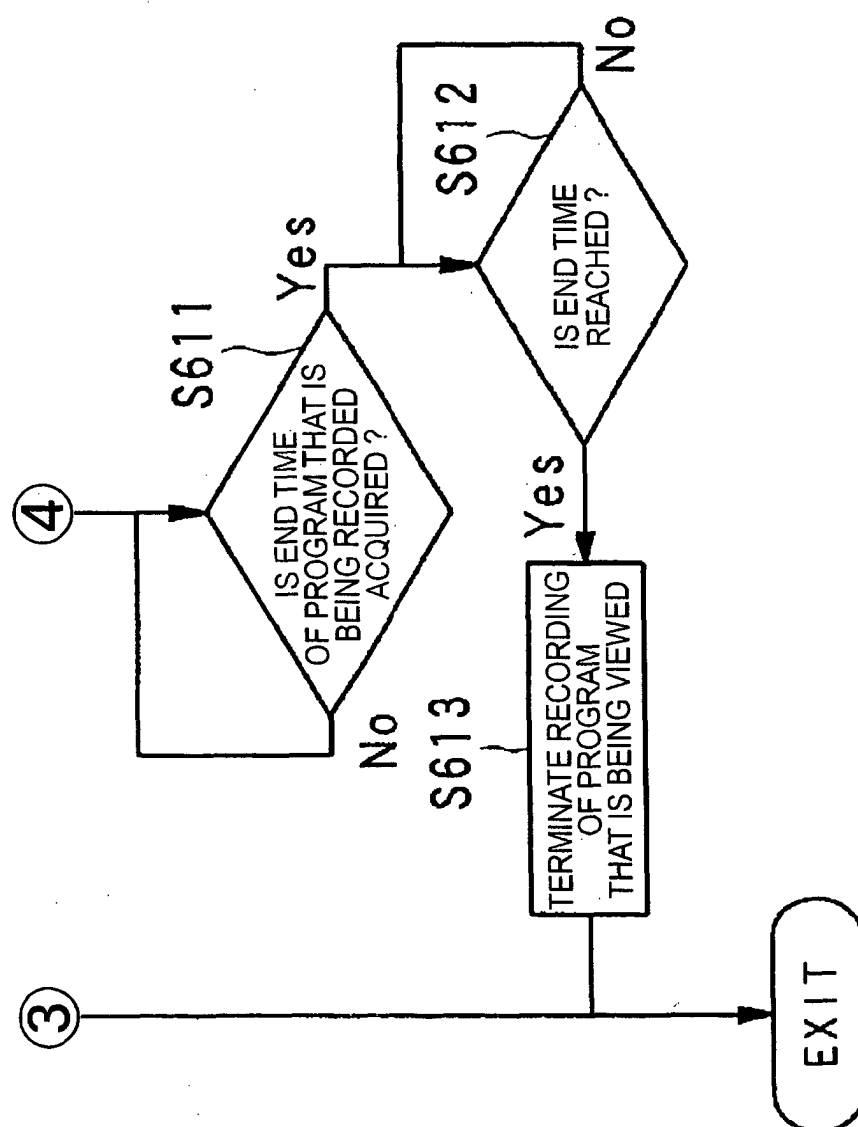 ④
S611
IS END TIME
OF PROGRAM THAT IS
BEING RECORDED
ACQUIRED ?
Yes
No
S612
IS END TIME
REACHED ?
No
Yes
S613
TERMINATE RECORDING
OF PROGRAM
THAT IS BEING VIEWED
③
EXIT